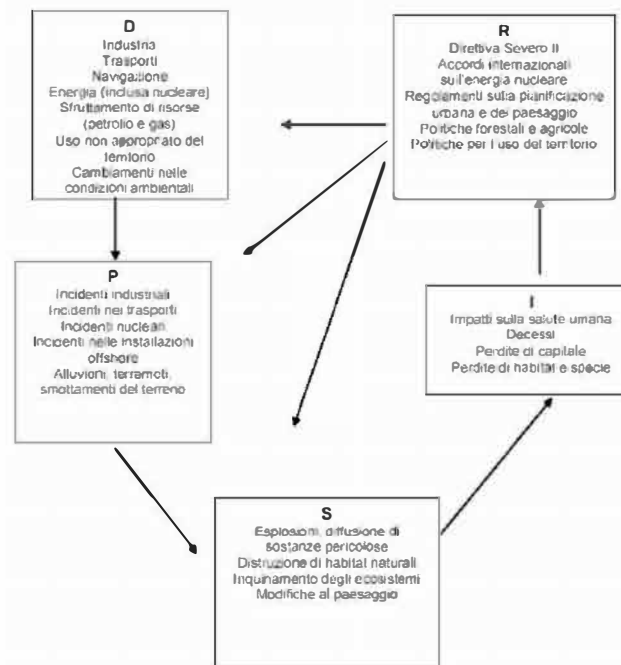 D
Industria
Trasporti
Navigazione
Energia (inclusa nucleare)
Sfruttamento di risorse
(petrolio e gas)
Uso non appropriato del
territorio
Cambiamenti nelle
condizioni ambientali
R
Direttiva Severo II
Accordi internazionali
sull'energia nucleare
Regolamenti sulla pianificazione
urbana e del paesaggio
Politiche forestali e agricole
Politiche per l'uso del territorio
P
Incidenti industriali
Incidenti nei trasporti
Incidenti nucleari
Incidenti nelle installazioni
offshore
Alluvioni, terremoti,
smottamenti del terreno
I
Impatti sulla salute umana
Decessi
Perdite di capitale
Perdite di habitat e specie
S
Esplosioni, diffusione di
sostanze pericolose
Distruzione di habitat naturali
Inquinamento degli ecosistemi
Modifiche al paesaggio